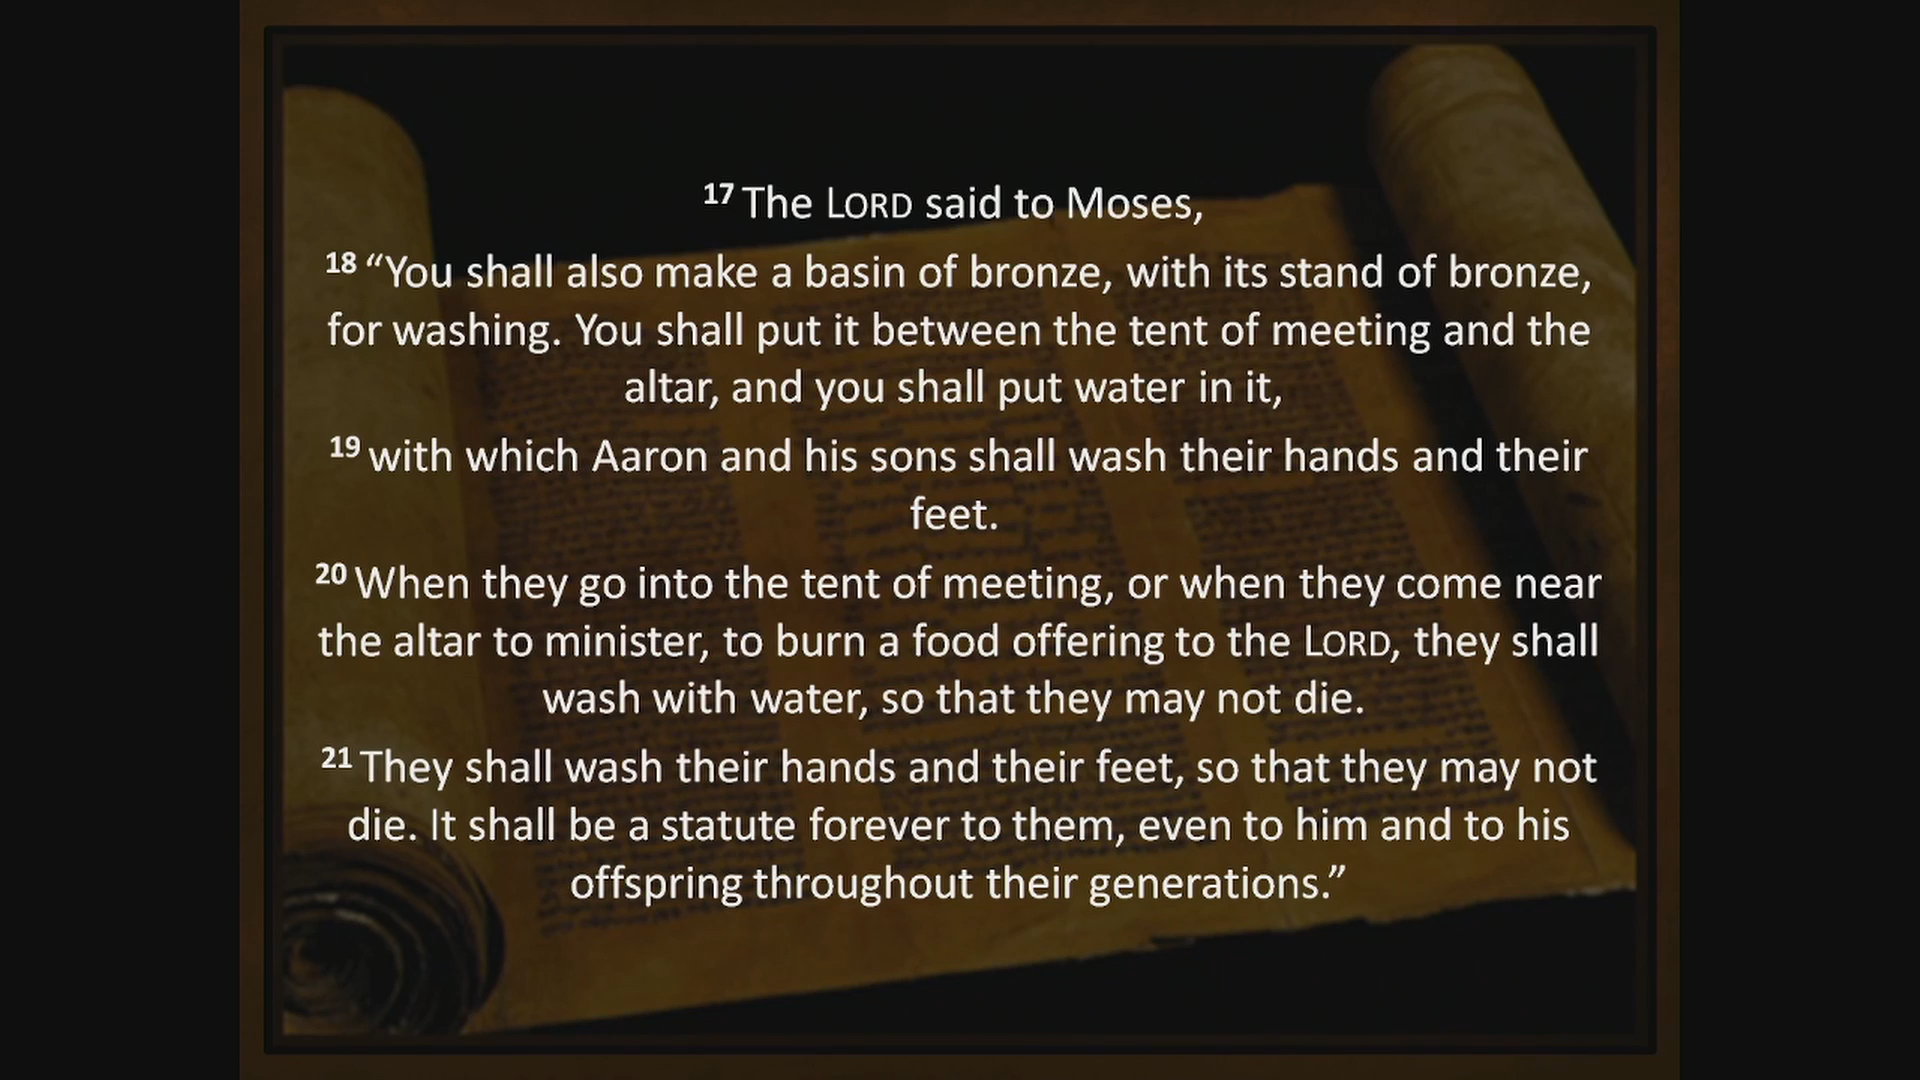 17 The LORD said to Moses,
18 “You shall also make a basin of bronze, with its stand of bronze,
for washing. You shall put it between the tent of meeting and the
altar, and you shall put water in it,
19 with which Aaron and his sons shall wash their hands and their
feet.
20 When they go into the tent of meeting, or when they come near
the altar to minister, to burn a food offering to the LORD, they shall
wash with water, so that they may not die.
21 They shall wash their hands and their feet, so that they may not
die. It shall be a statute forever to them, even to him and to his
offspring throughout their generations.”